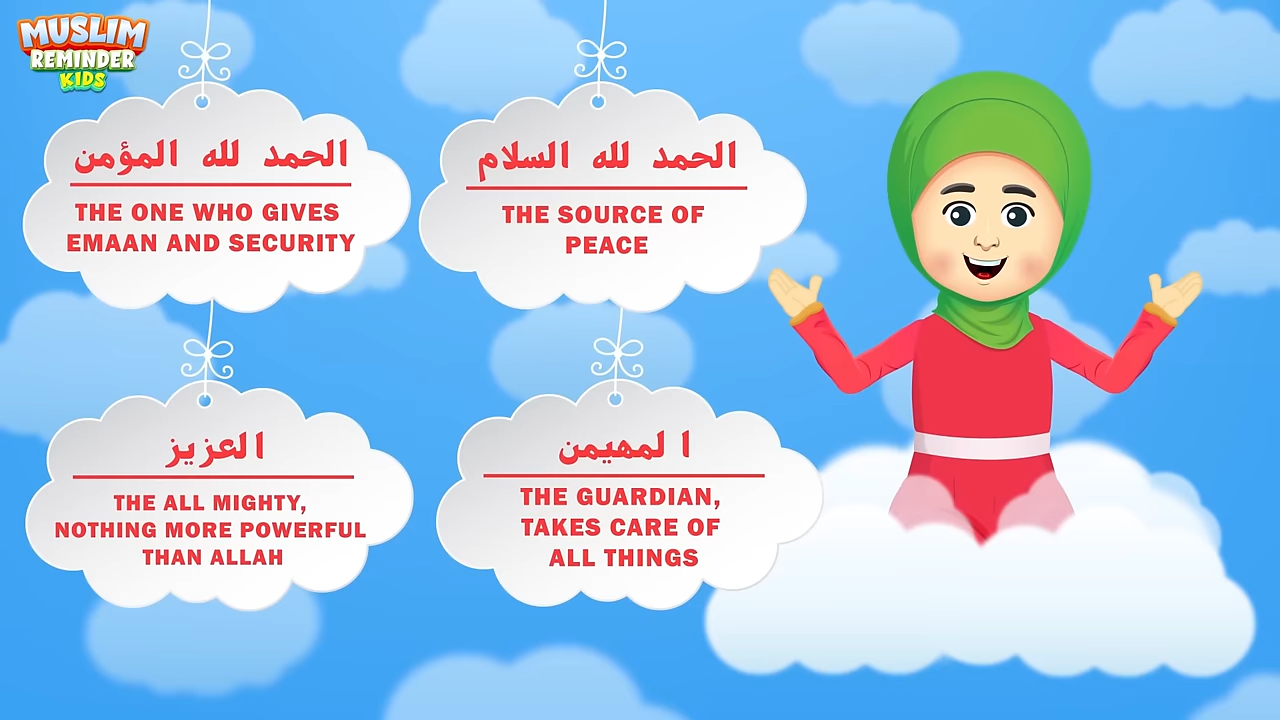 MUSLIM
REMINDER
KIDS
الحمد لله المؤمن
THE ONE WHO GIVES
EMAAN AND SECURITY
الحمد لله السلام
THE SOURCE OF
PEACE
العزيز
THE ALL MIGHTY,
NOTHING MORE POWERFUL
THAN ALLAH
ا لمهيمن
THE GUARDIAN,
TAKES CARE OF
ALL THINGS